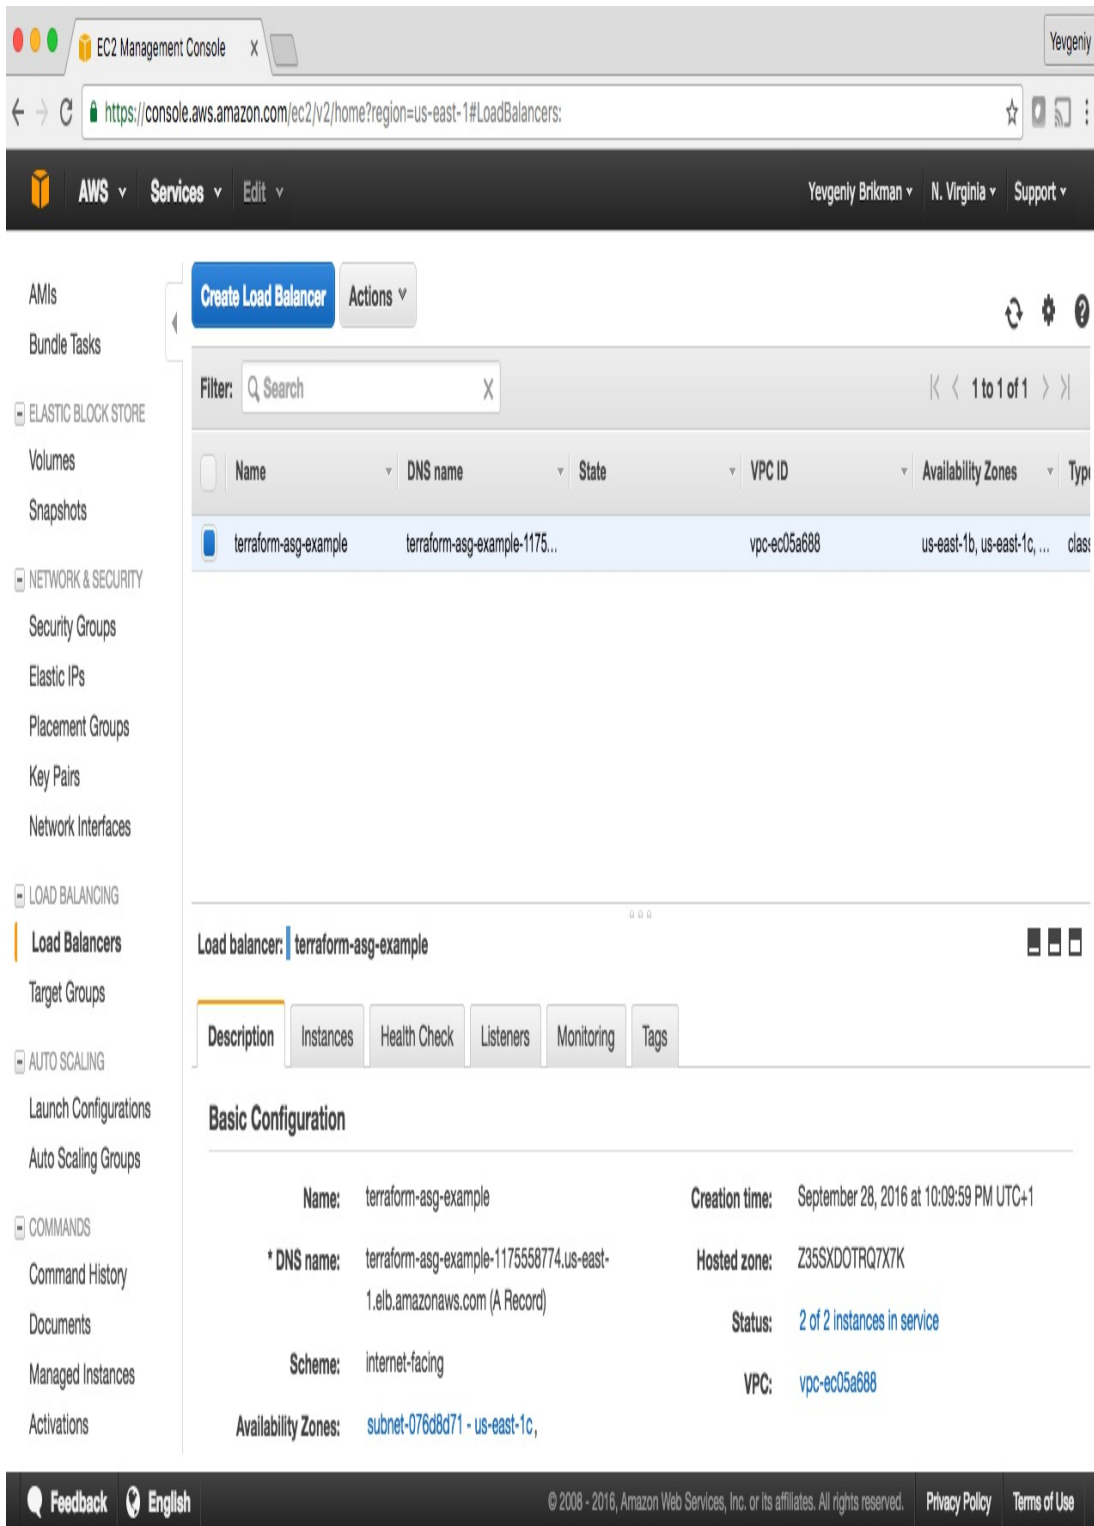 EC2 Management Console
Yevgeniy
https://console.aws.amazon.com/ec2/v2/home?region=us-east-1#LoadBalancers:
AWS Services Edit Yevgeniy Brikman N. Virginia Support
AMIs
Bundle Tasks
ELASTIC BLOCK STORE
Volumes
Snapshots
NETWORK & SECURITY
Security Groups
Elastic IPs
Placement Groups
Key Pairs
Network Interfaces
LOAD BALANCING
Load Balancers
Target Groups
AUTO SCALING
Launch Configurations
Auto Scaling Groups
COMMANDS
Command History
Documents
Managed Instances
Activations
Create Load Balancer Actions
Filter: Search 1 to 1 of 1
Name DNS name State VPC ID Availability Zones Type
terraform-asg-example terraform-asg-example-1175... vpc-ec05a688 us-east-1b, us-east-1c, ... class
Load balancer: terraform-asg-example
Description Instances Health Check Listeners Monitoring Tags
Basic Configuration
Name: terraform-asg-example
* DNS name: terraform-asg-example-1175558774.us-east-
1.elb.amazonaws.com (A Record)
Scheme: internet-facing
Availability Zones: subnet-076d8d71 - us-east-1c,
Creation time: September 28, 2016 at 10:09:59 PM UTC+1
Hosted zone: Z35SXDOTRQ7X7K
Status: 2 of 2 instances in service
VPC: vpc-ec05a688
Feedback English © 2008 - 2016, Amazon Web Services, Inc. or its affiliates. All rights reserved. Privacy Policy Terms of Use